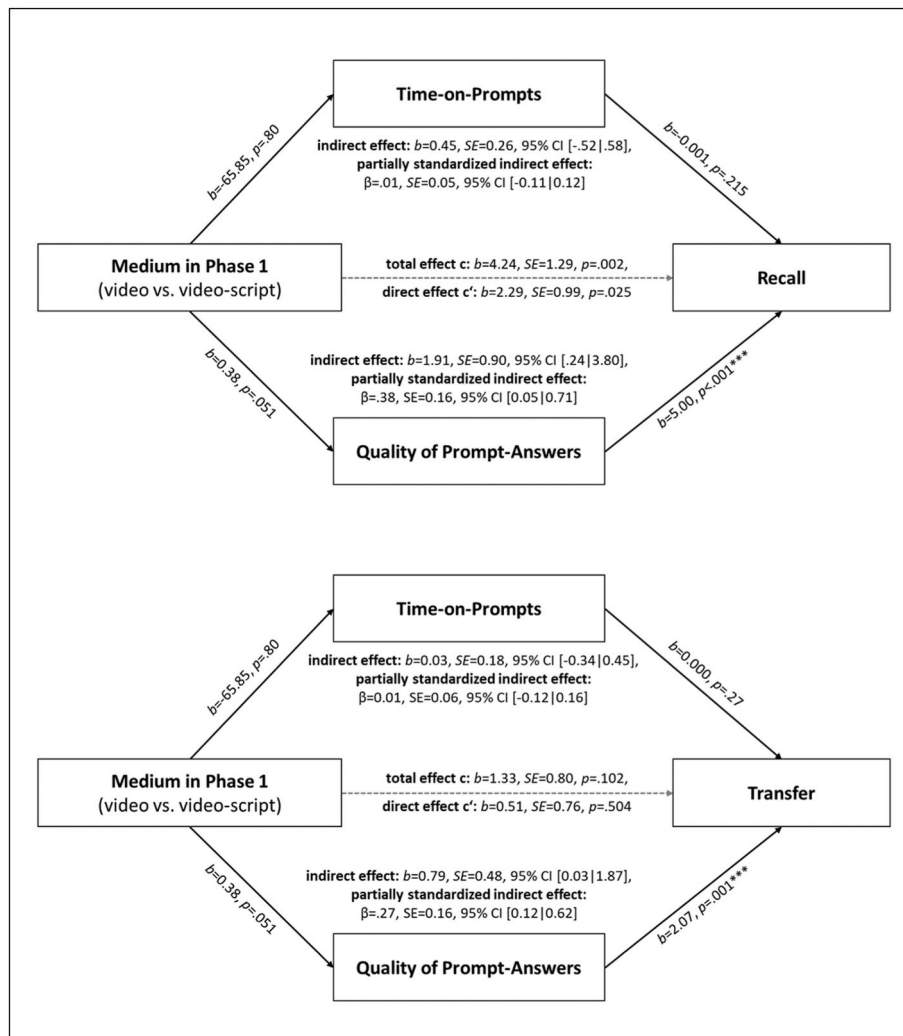 Time-on-Prompts
indirect effect: b=0.45, SE=0.26, 95% CI [-.52|.58],
partially standardized indirect effect:
β=.01, SE=0.05, 95% CI [-0.11|0.12]
b=-65.85, p=.80
b=-0.001, p=.215
Medium in Phase 1
(video vs. video-script)
total effect c: b=4.24, SE=1.29, p=.002,
direct effect c‘: b=2.29, SE=0.99, p=.025
Recall
b=0.38, p=.051
indirect effect: b=1.91, SE=0.90, 95% CI [.24|3.80],
partially standardized indirect effect:
β=.38, SE=0.16, 95% CI [0.05|0.71]
b=5.00, p<.001***
Quality of Prompt-Answers
Time-on-Prompts
indirect effect: b=0.03, SE=0.18, 95% CI [-0.34|0.45],
partially standardized indirect effect:
β=0.01, SE=0.06, 95% CI [-0.12|0.16]
b=-65.85, p=.80
b=0.000, p=.27
Medium in Phase 1
(video vs. video-script)
total effect c: b=1.33, SE=0.80, p=.102,
direct effect c‘: b=0.51, SE=0.76, p=.504
Transfer
b=0.38, p=.051
indirect effect: b=0.79, SE=0.48, 95% CI [0.03|1.87],
partially standardized indirect effect:
β=.27, SE=0.16, 95% CI [0.12|0.62]
b=2.07, p=.001***
Quality of Prompt-Answers